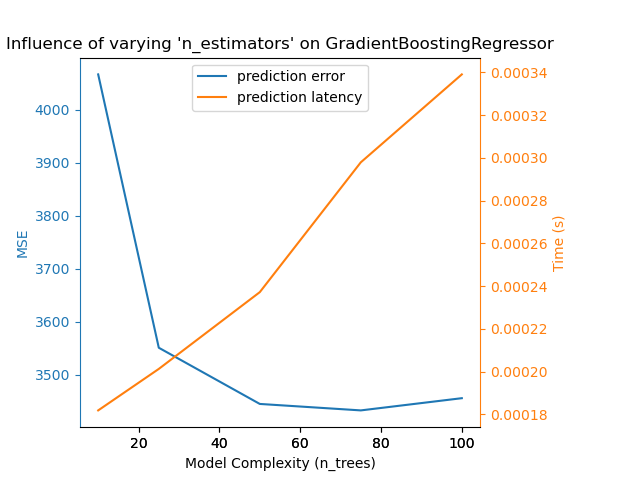 Influence of varying 'n_estimators' on GradientBoostingRegressor
prediction error
prediction latency
4000
3900
3800
3700
3600
3500
MSE
0.00034
0.00032
0.00030
0.00028
0.00026
0.00024
0.00022
0.00020
0.00018
Time (s)
20 40 60 80 100
Model Complexity (n_trees)